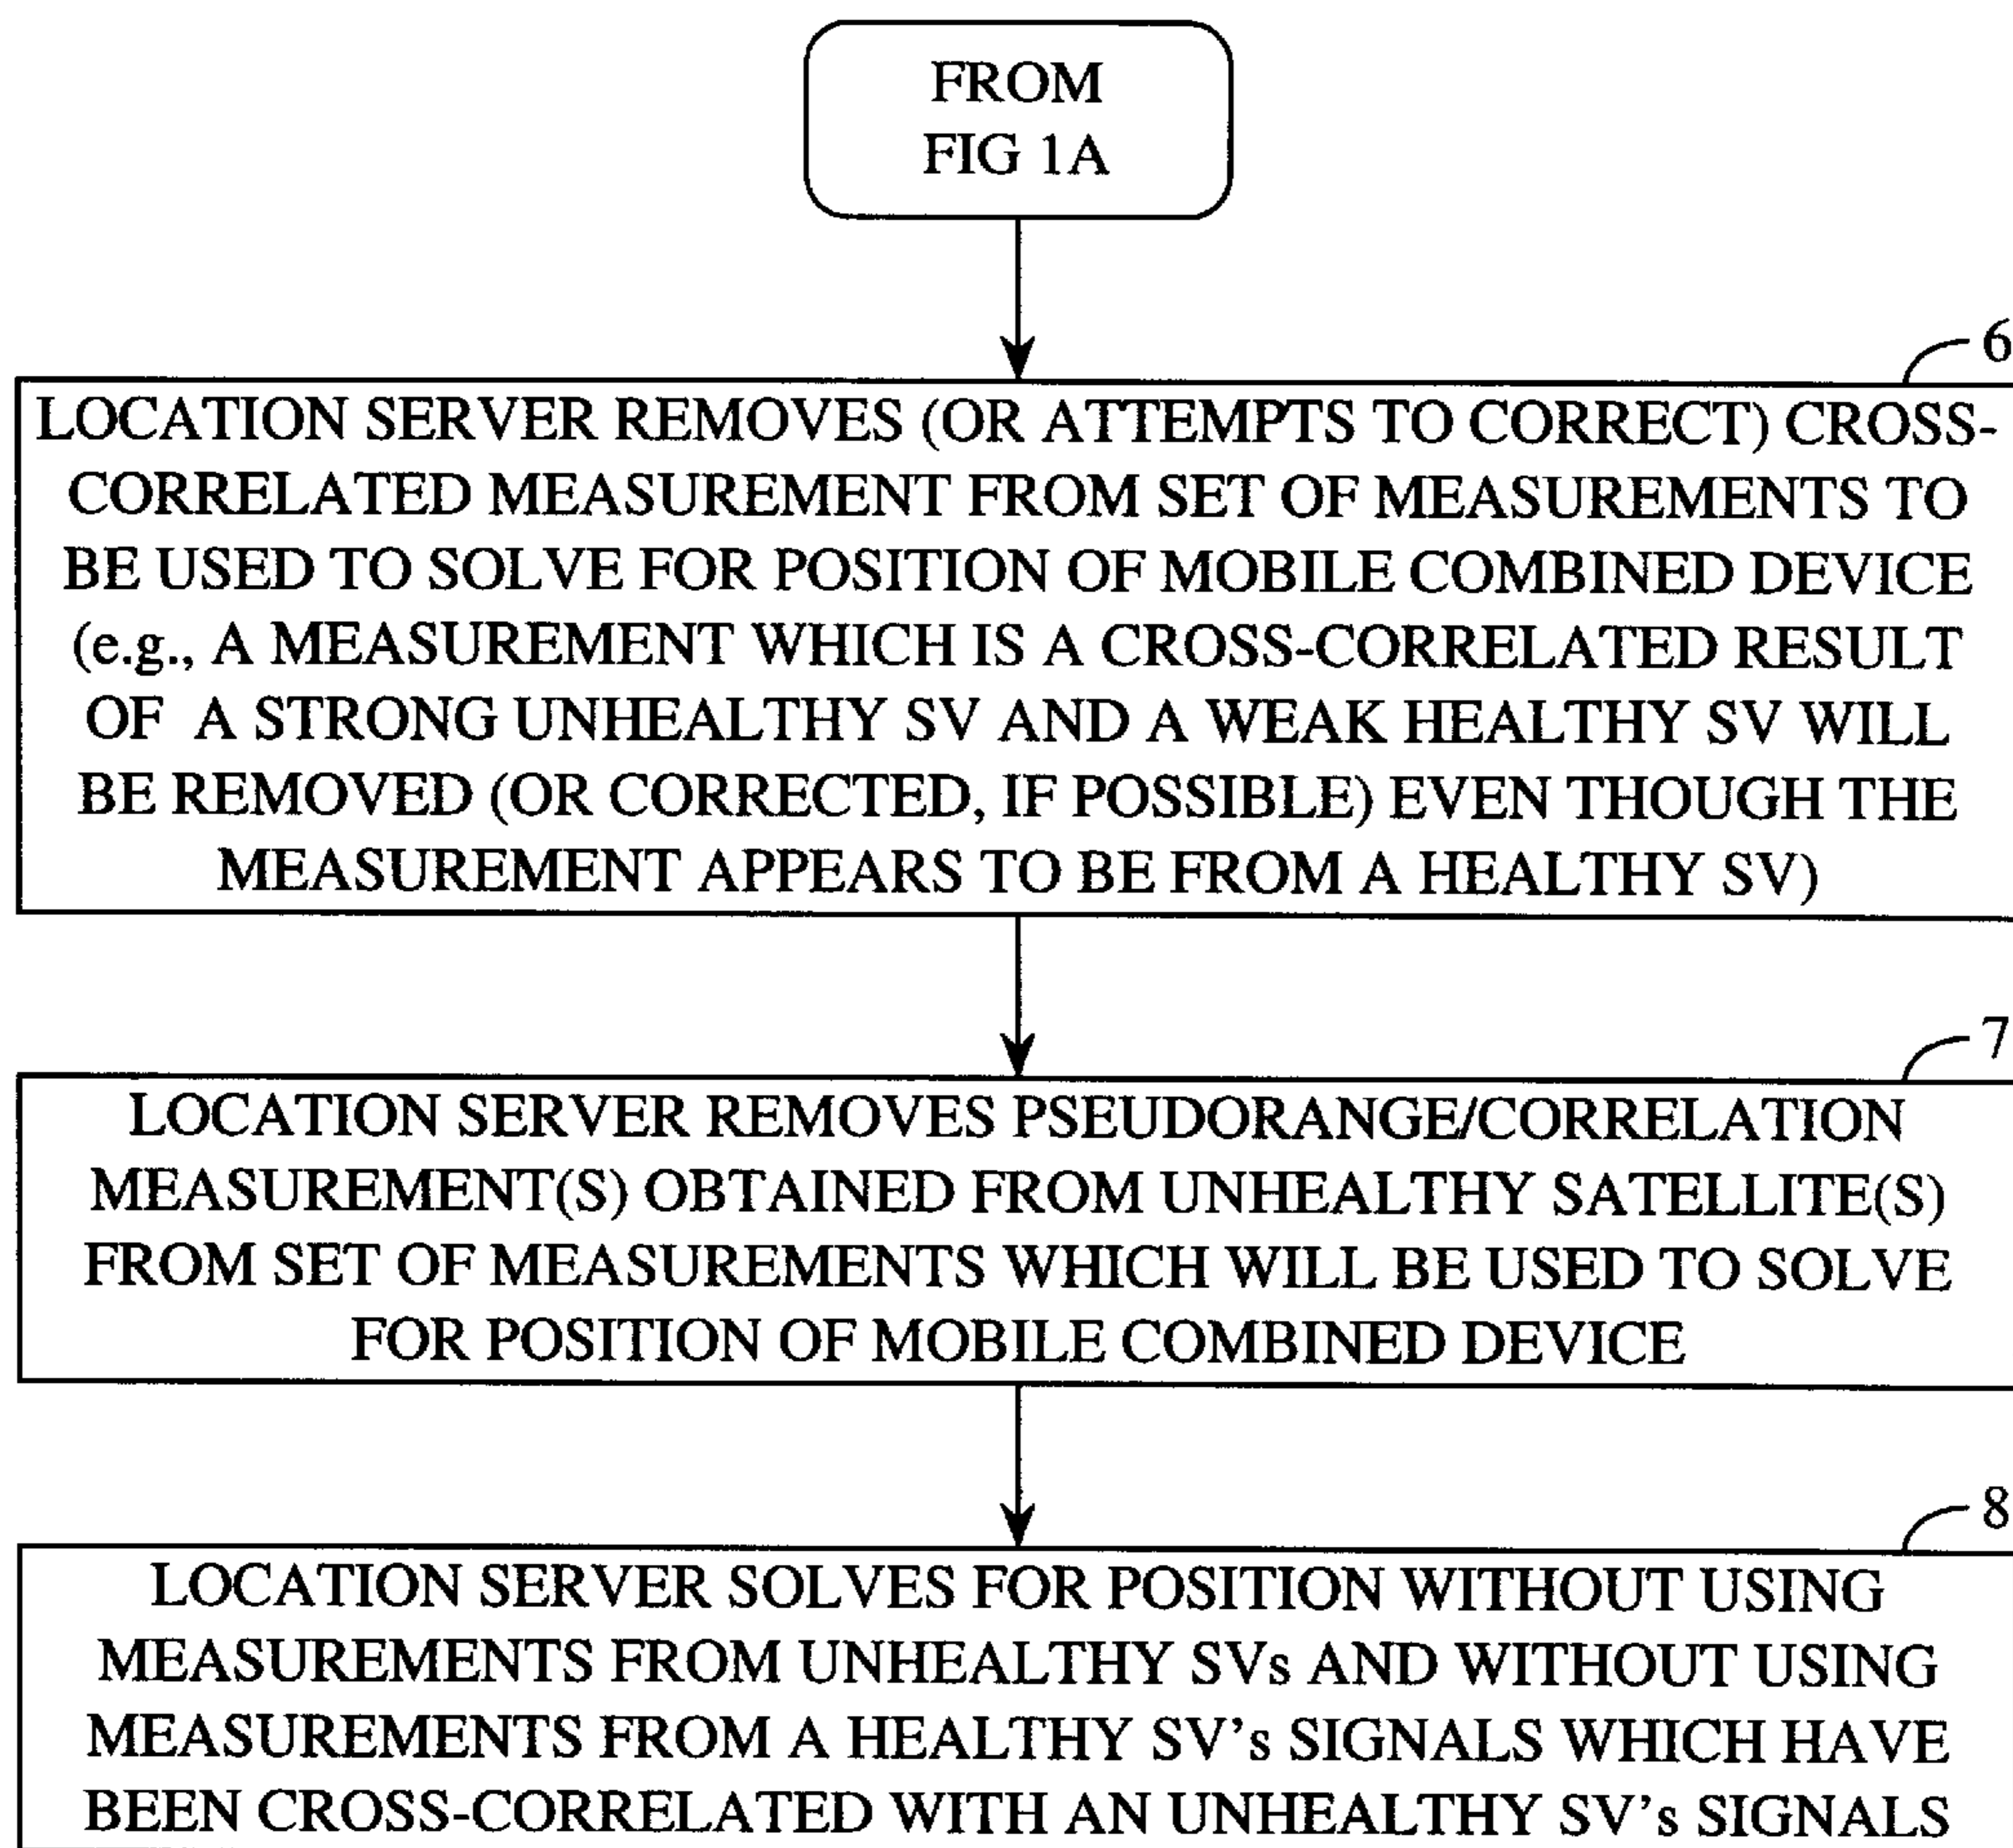 FROM
FIG 1A
6
LOCATION SERVER REMOVES (OR ATTEMPTS TO CORRECT) CROSS-
CORRELATED MEASUREMENT FROM SET OF MEASUREMENTS TO
BE USED TO SOLVE FOR POSITION OF MOBILE COMBINED DEVICE
(e.g., A MEASUREMENT WHICH IS A CROSS-CORRELATED RESULT
OF A STRONG UNHEALTHY SV AND A WEAK HEALTHY SV WILL
BE REMOVED (OR CORRECTED, IF POSSIBLE) EVEN THOUGH THE
MEASUREMENT APPEARS TO BE FROM A HEALTHY SV)
7
LOCATION SERVER REMOVES PSEUDORANGE/CORRELATION
MEASUREMENT(S) OBTAINED FROM UNHEALTHY SATELLITE(S)
FROM SET OF MEASUREMENTS WHICH WILL BE USED TO SOLVE
FOR POSITION OF MOBILE COMBINED DEVICE
8
LOCATION SERVER SOLVES FOR POSITION WITHOUT USING
MEASUREMENTS FROM UNHEALTHY SVs AND WITHOUT USING
MEASUREMENTS FROM A HEALTHY SV's SIGNALS WHICH HAVE
BEEN CROSS-CORRELATED WITH AN UNHEALTHY SV's SIGNALS